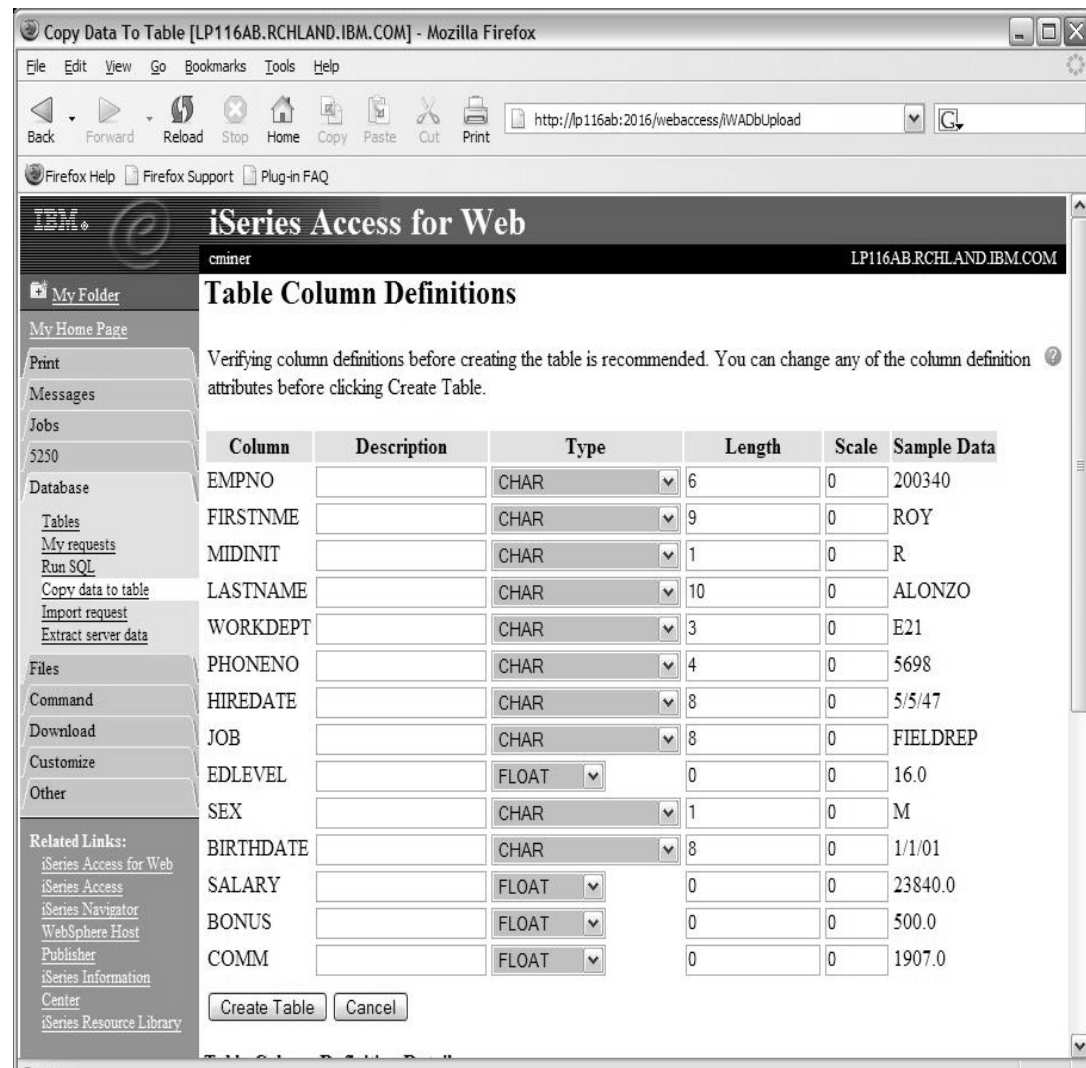 Copy Data To Table [LP116AB.RCHLAND.IBM.COM] - Mozilla Firefox
File Edit View Go Bookmarks Tools Help
Back Forward Reload Stop Home Copy Paste Cut Print http://lp116ab:2016/webaccess/iWADbUpload G
Firefox Help Firefox Support Plug-in FAQ
IBM e iSeries Access for Web
cminer LP116AB.RCHLAND.IBM.COM
My Folder
My Home Page
Print
Messages
Jobs
5250
Database
Tables
My requests
Run SQL
Copy data to table
Import request
Extract server data
Files
Command
Download
Customize
Other
Related Links:
iSeries Access for Web
iSeries Access
iSeries Navigator
WebSphere Host
Publisher
iSeries Information
Center
iSeries Resource Library
Table Column Definitions
Verifying column definitions before creating the table is recommended. You can change any of the column definition ?
attributes before clicking Create Table.
Column Description Type Length Scale Sample Data
EMPNO CHAR 6 0 200340
FIRSTNME CHAR 9 0 ROY
MIDINIT CHAR 1 0 R
LASTNAME CHAR 10 0 ALONZO
WORKDEPT CHAR 3 0 E21
PHONENO CHAR 4 0 5698
HIREDATE CHAR 8 0 5/5/47
JOB CHAR 8 0 FIELDREP
EDLEVEL FLOAT 0 0 16.0
SEX CHAR 1 0 M
BIRTHDATE CHAR 8 0 1/1/01
SALARY FLOAT 0 0 23840.0
BONUS FLOAT 0 0 500.0
COMM FLOAT 0 0 1907.0
Create Table Cancel